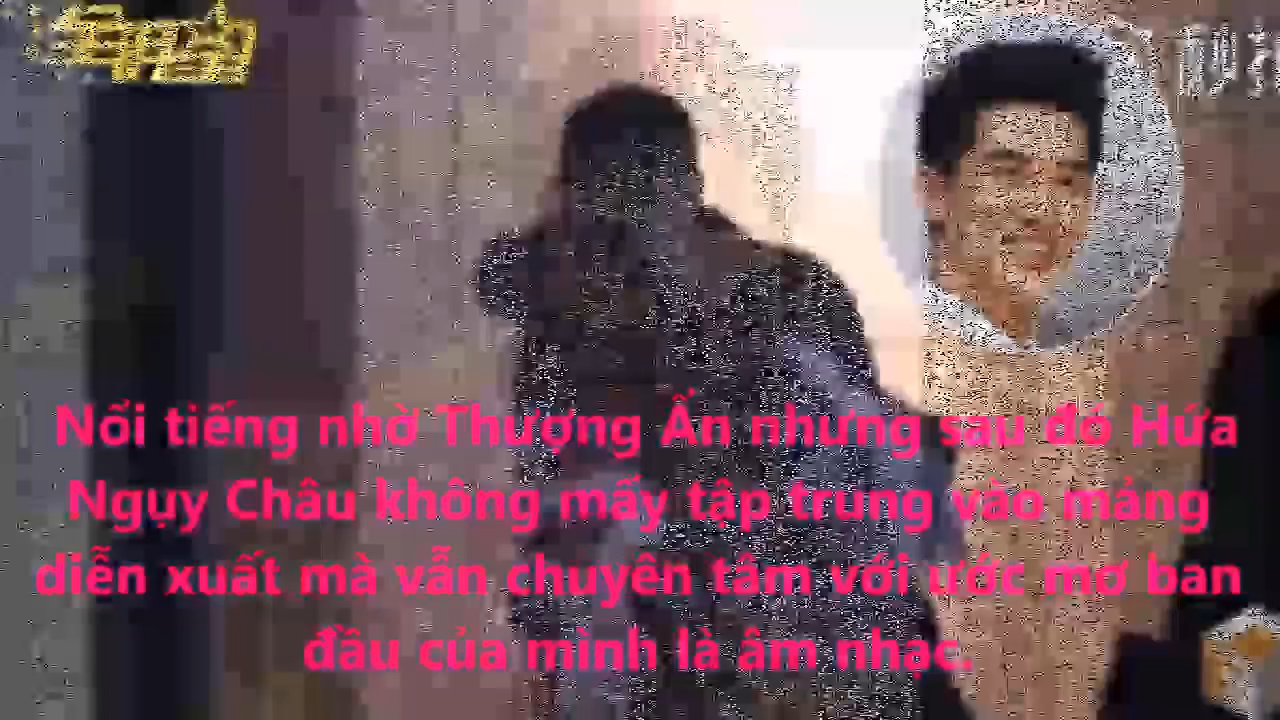 Nổi tiếng nhờ Thượng Ẩn nhưng sau đó Hứa
Ngụy Châu không mấy tập trung vào mảng
diễn xuất mà vẫn chuyên tâm với ước mơ ban
đầu của mình là âm nhạc.